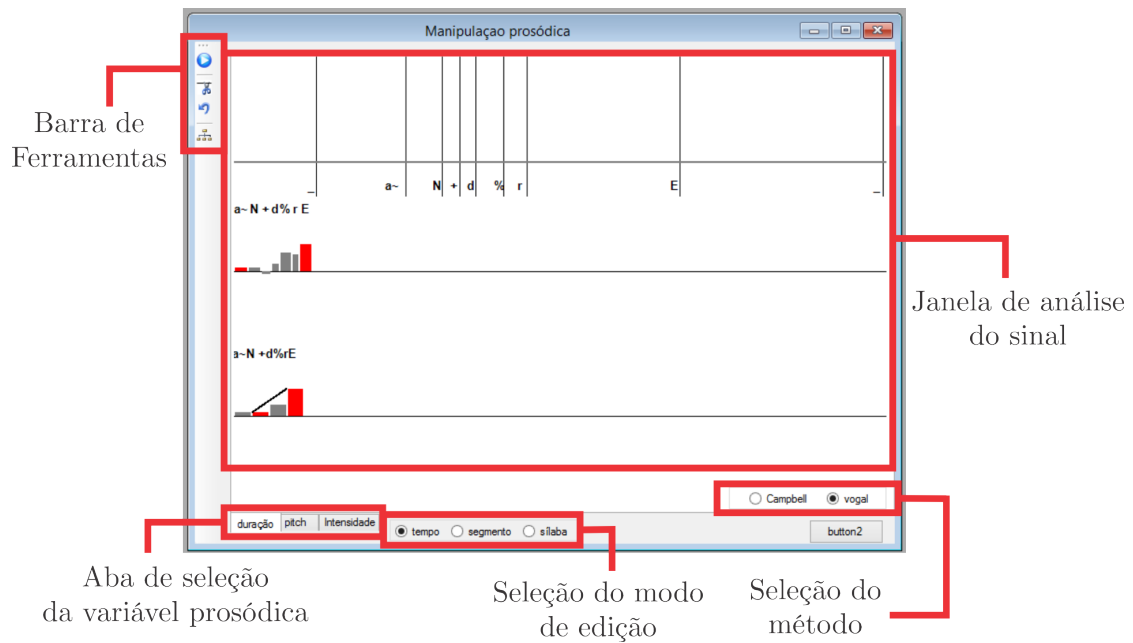 Manipulaçao prosódica
Barra de
Ferramentas
_ a~ N + d % r E _
a~ N + d% r E
Janela de análise
do sinal
a~N +d%rE
Campbell vogal
duração pitch Intensidade
tempo segmento sílaba
button2
Aba de seleção
da variável prosódica
Seleção do modo
de edição
Seleção do
método